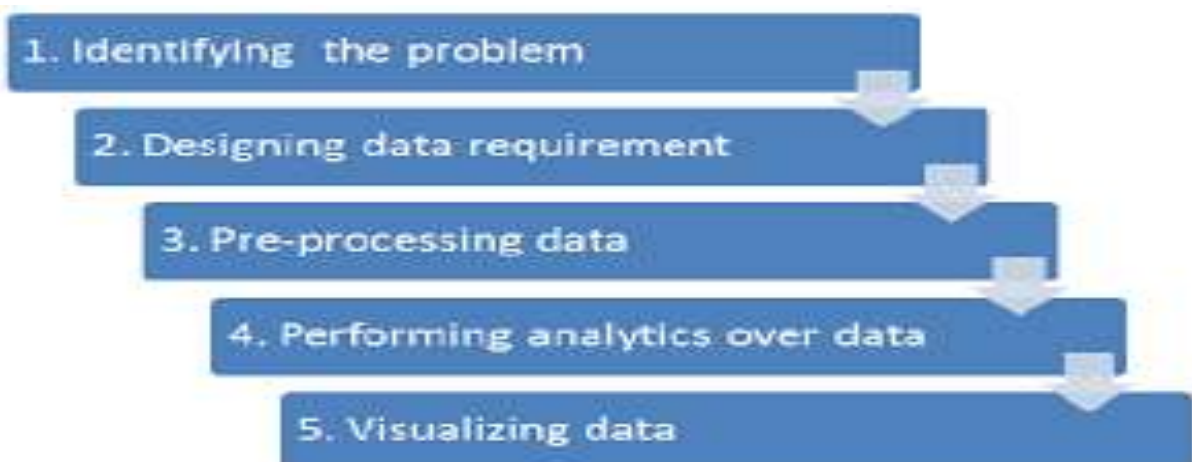 1. Identifying the problem
2. Designing data requirement
3. Pre-processing data
4. Performing analytics over data
5. Visualizing data